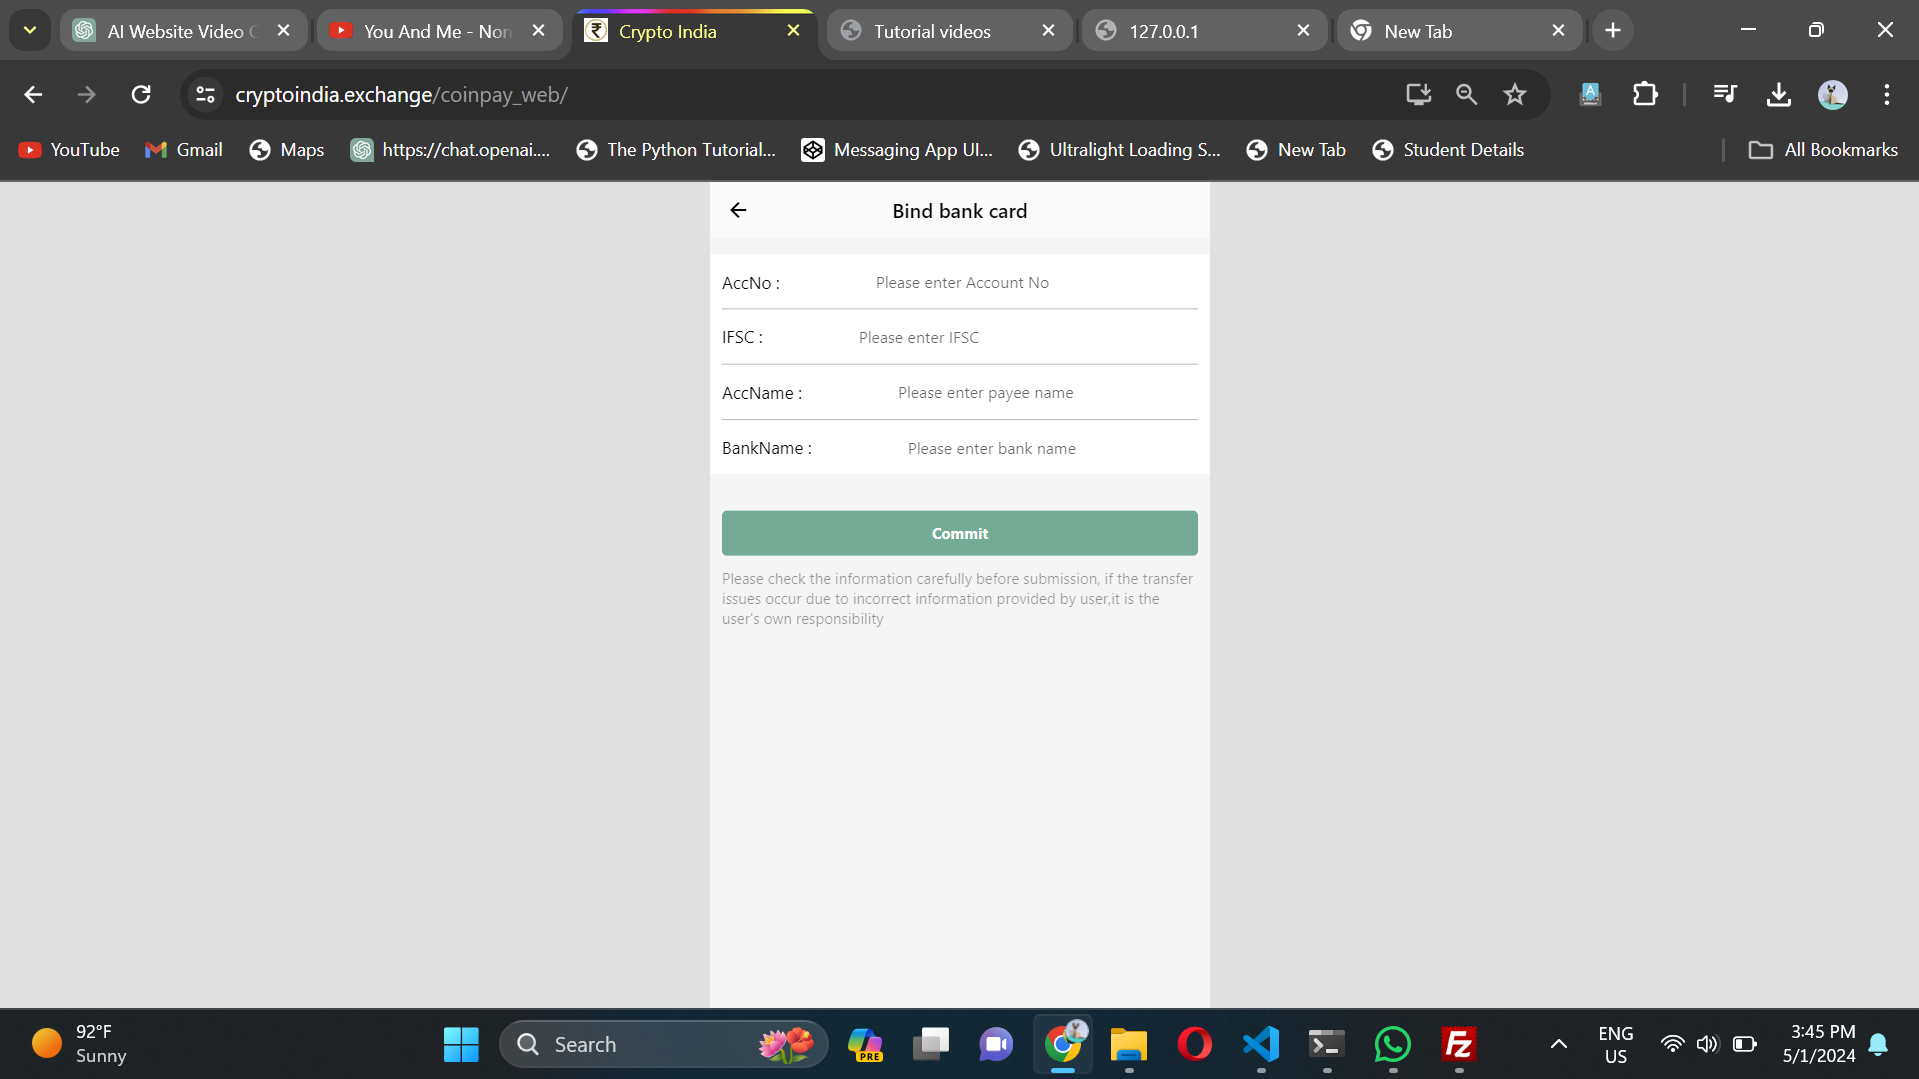 AI Website Video
You And Me - Non
Crypto India
Tutorial videos
127.0.0.1
New Tab
cryptoindia.exchange/coinpay_web/
YouTube
Gmail
Maps
https://chat.openai....
The Python Tutorial...
Messaging App UI...
Ultralight Loading S...
New Tab
Student Details
All Bookmarks
Bind bank card
AccNo :
Please enter Account No
IFSC :
Please enter IFSC
AccName :
Please enter payee name
BankName :
Please enter bank name
Commit
Please check the information carefully before submission, if the transfer
issues occur due to incorrect information provided by user,it is the
user's own responsibility
92°F
Sunny
Search
PRE
ENG
US
3:45 PM
5/1/2024